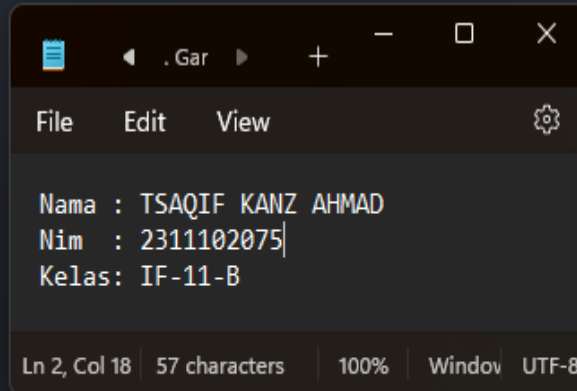 . Gar
File Edit View
Nama : TSAQIF KANZ AHMAD
Nim  : 2311102075
Kelas: IF-11-B
Ln 2, Col 18 57 characters 100% Window UTF-8